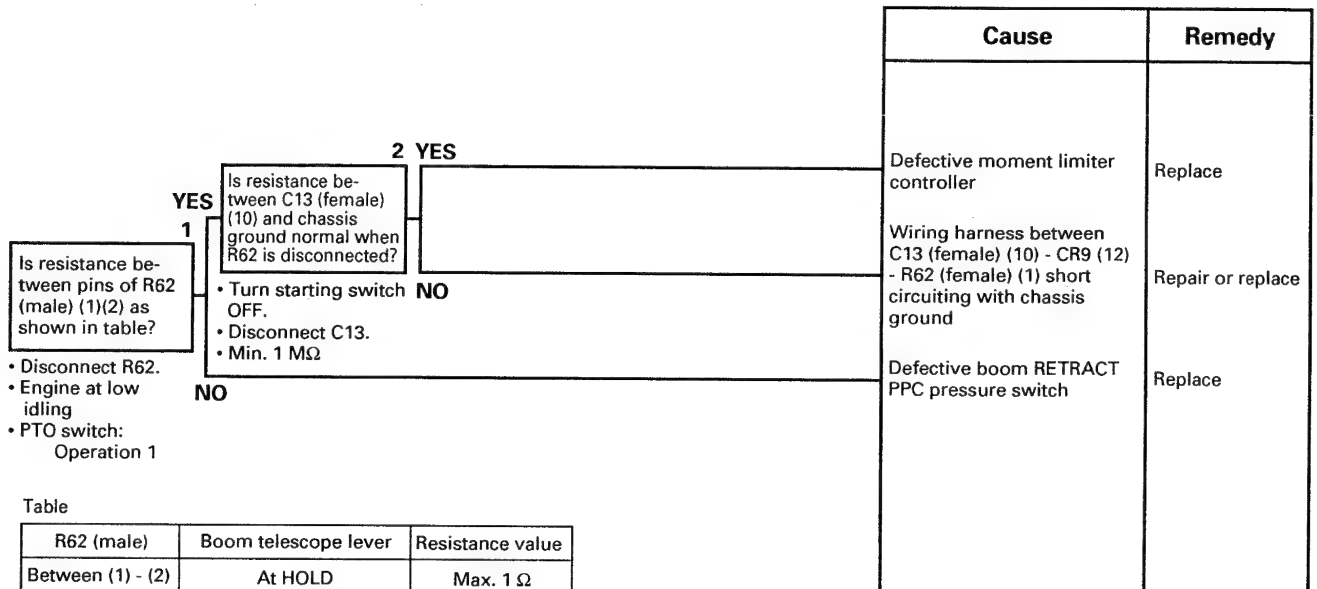 Cause
Remedy
2 YES
Is resistance be-
tween C13 (female)
(10) and chassis
ground normal when
R62 is disconnected?
YES
1
Is resistance be-
tween pins of R62
(male) (1)(2) as
shown in table?
• Disconnect R62.
• Engine at low
idling
• PTO switch:
Operation 1
• Turn starting switch
OFF.
• Disconnect C13.
• Min. 1 MΩ
NO
NO
Defective moment limiter
controller
Replace
Wiring harness between
C13 (female) (10) - CR9 (12)
- R62 (female) (1) short
circuiting with chassis
ground
Repair or replace
Defective boom RETRACT
PPC pressure switch
Replace
Table
R62 (male) Boom telescope lever Resistance value
Between (1) - (2) At HOLD Max. 1 Ω